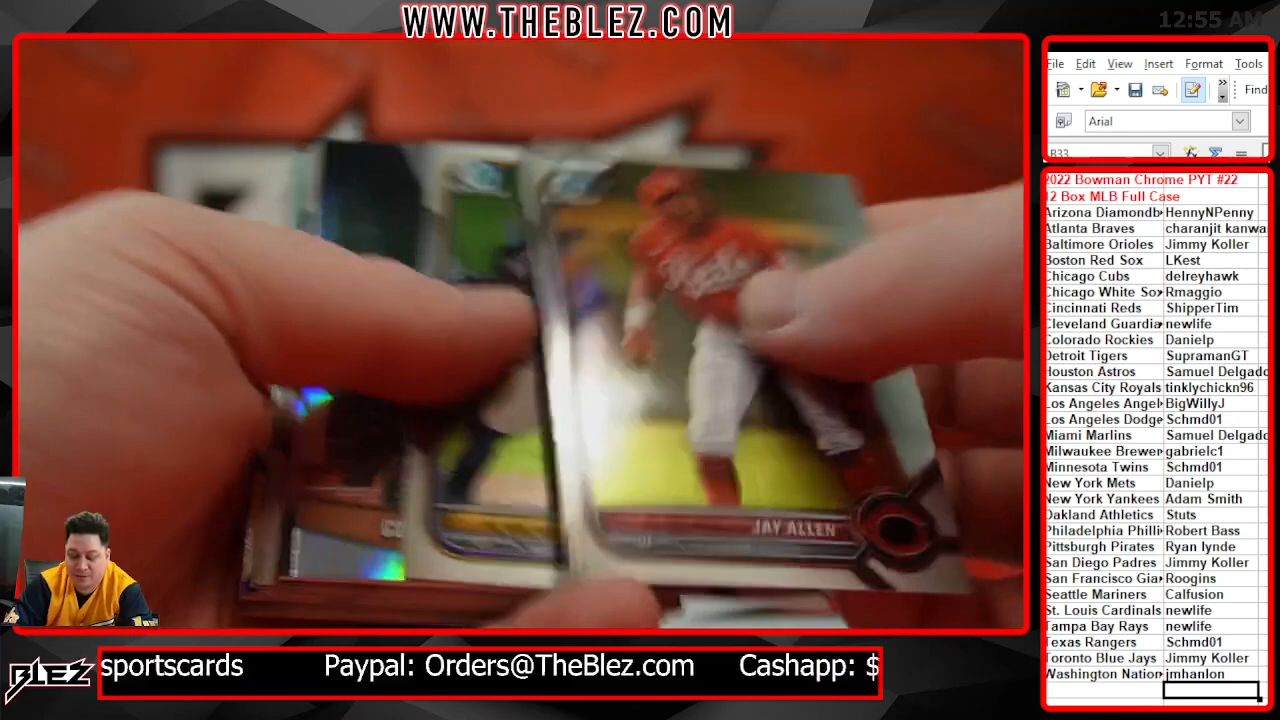 WWW.THEBLEZ.COM
12:55 AM
File Edit View Insert Format Tools
Find
Arial
B33
2022 Bowman Chrome PYT #22
12 Box MLB Full Case
Arizona Diamondb HennyNPenny
Atlanta Braves charanjit kanwa
Baltimore Orioles Jimmy Koller
Boston Red Sox LKest
Chicago Cubs delreyhawk
Chicago White Sox Rmaggio
Cincinnati Reds ShipperTim
Cleveland Guardia newlife
Colorado Rockies Danielp
Detroit Tigers SupramanGT
Houston Astros Samuel Delgado
Kansas City Royals tinklychickn96
Los Angeles Angel BigWillyJ
Los Angeles Dodge Schmd01
Miami Marlins Samuel Delgado
Milwaukee Brewer gabrielc1
Minnesota Twins Schmd01
New York Mets Danielp
New York Yankees Adam Smith
Oakland Athletics Stuts
Philadelphia Philli Robert Bass
Pittsburgh Pirates Ryan lynde
San Diego Padres Jimmy Koller
San Francisco Gia Roogins
Seattle Mariners Calfusion
St. Louis Cardinals newlife
Tampa Bay Rays newlife
Texas Rangers Schmd01
Toronto Blue Jays Jimmy Koller
Washington Nation jmhanlon
Reds
JAY ALLEN
BLEZ
sportscards Paypal: Orders@TheBlez.com Cashapp: $